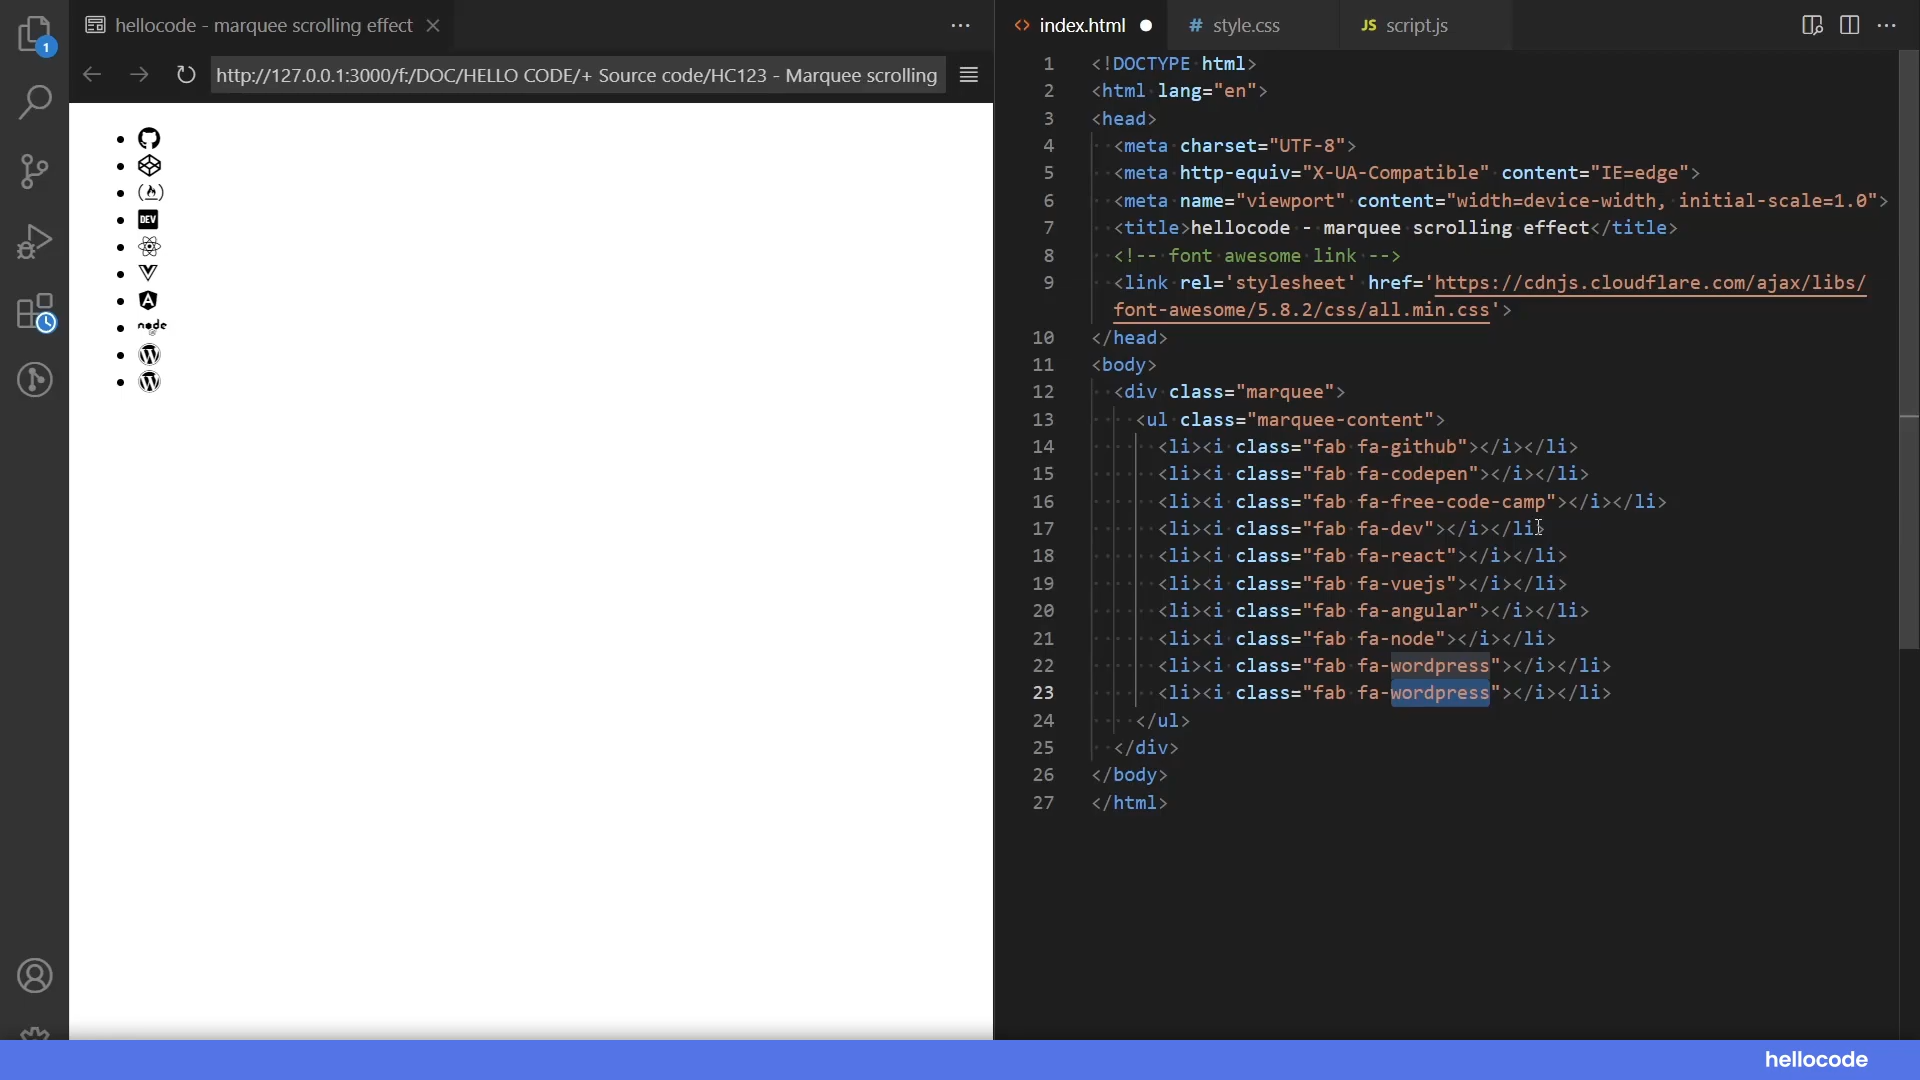 hellocode - marquee scrolling effect
http://127.0.0.1:3000/f:/DOC/HELLO CODE/+ Source code/HC123 - Marquee scrolling
1
DEV
node
<> index.html
# style.css
JS script.js
1 <!DOCTYPE html>
2 <html lang="en">
3 <head>
4 <meta charset="UTF-8">
5 <meta http-equiv="X-UA-Compatible" content="IE=edge">
6 <meta name="viewport" content="width=device-width, initial-scale=1.0">
7 <title>hellocode - marquee scrolling effect</title>
8 <!-- font awesome link -->
9 <link rel='stylesheet' href='https://cdnjs.cloudflare.com/ajax/libs/
font-awesome/5.8.2/css/all.min.css'>
10 </head>
11 <body>
12 <div class="marquee">
13 <ul class="marquee-content">
14 <li><i class="fab fa-github"></i></li>
15 <li><i class="fab fa-codepen"></i></li>
16 <li><i class="fab fa-free-code-camp"></i></li>
17 <li><i class="fab fa-dev"></i></li>
18 <li><i class="fab fa-react"></i></li>
19 <li><i class="fab fa-vuejs"></i></li>
20 <li><i class="fab fa-angular"></i></li>
21 <li><i class="fab fa-node"></i></li>
22 <li><i class="fab fa-wordpress"></i></li>
23 <li><i class="fab fa-wordpress"></i></li>
24 </ul>
25 </div>
26 </body>
27 </html>
hellocode